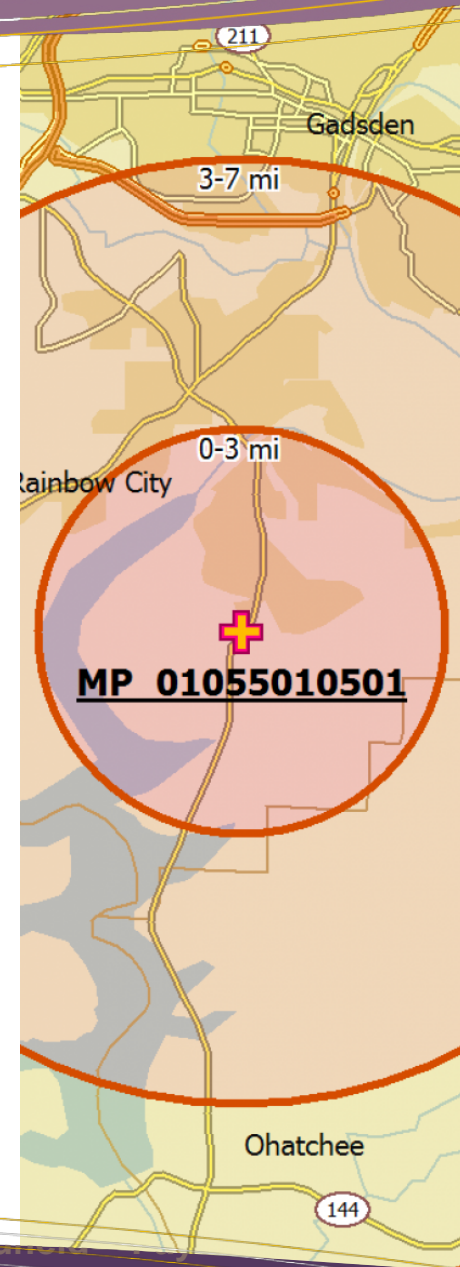 211
Gadsden
3-7 mi
0-3 mi
Rainbow City
MP 01055010501
Ohatchee
144